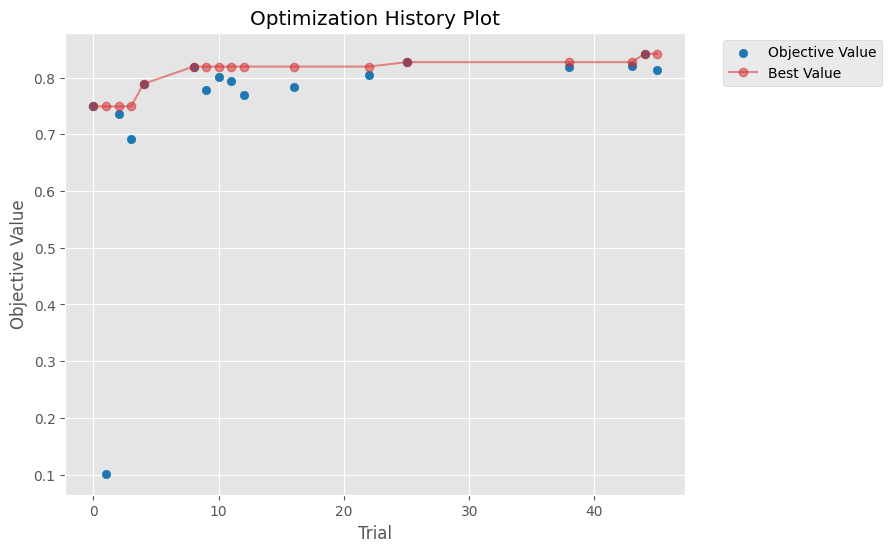 Optimization History Plot
Objective Value
Best Value
Objective Value
0.8
0.7
0.6
0.5
0.4
0.3
0.2
0.1
0 10 20 30 40
Trial